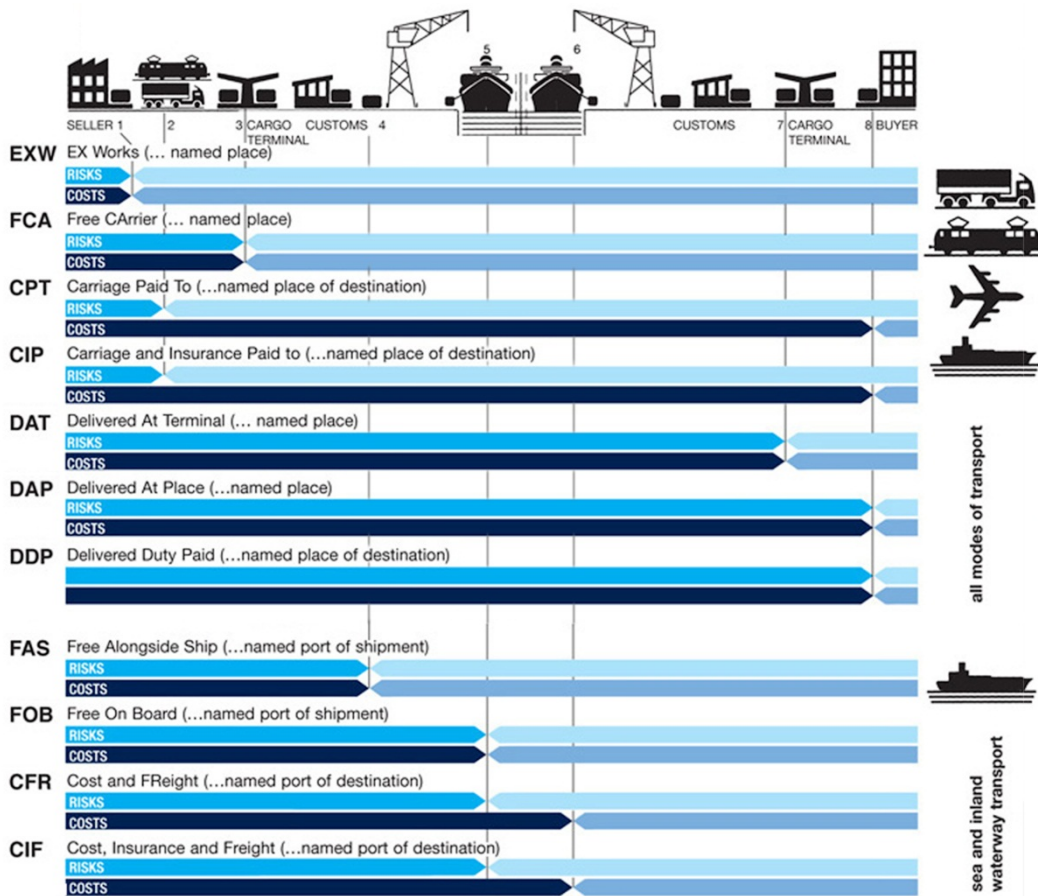 5 6
SELLER 1 2 3 CARGO TERMINAL CUSTOMS 4 CUSTOMS 7 CARGO TERMINAL 8 BUYER
EXW EX Works (… named place)
RISKS
COSTS
FCA Free CArrier (… named place)
RISKS
COSTS
CPT Carriage Paid To (…named place of destination)
RISKS
COSTS
CIP Carriage and Insurance Paid to (…named place of destination)
RISKS
COSTS
DAT Delivered At Terminal (… named place)
RISKS
COSTS
DAP Delivered At Place (…named place)
RISKS
COSTS
DDP Delivered Duty Paid (…named place of destination)
all modes of transport
FAS Free Alongside Ship (…named port of shipment)
RISKS
COSTS
FOB Free On Board (…named port of shipment)
RISKS
COSTS
CFR Cost and FReight (…named port of destination)
RISKS
COSTS
CIF Cost, Insurance and Freight (…named port of destination)
RISKS
COSTS
sea and inland
waterway transport